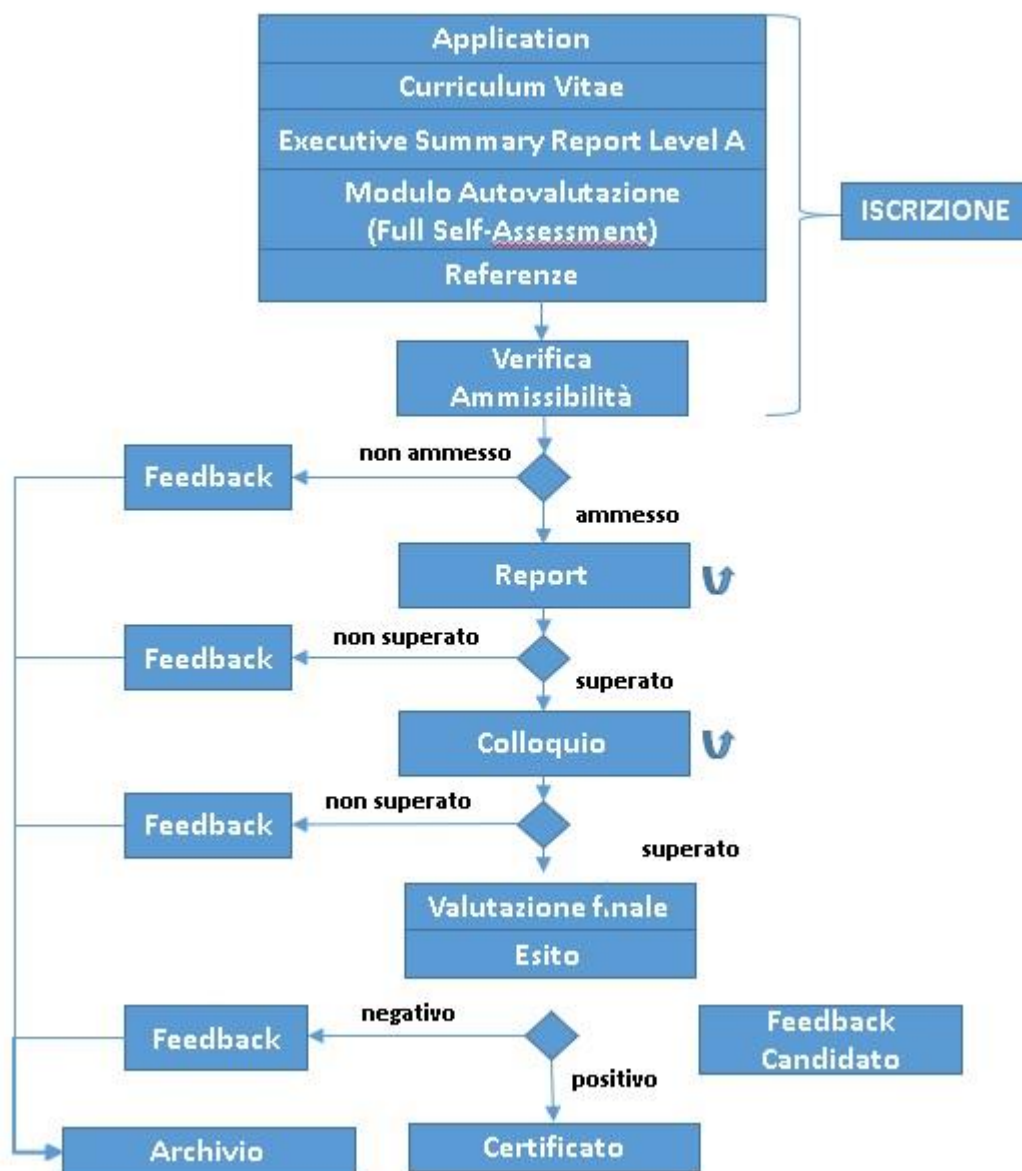 Application
Curriculum Vitae
Executive Summary Report Level A
Modulo Autovalutazione
(Full Self-Assessment)
ISCRIZIONE
Referenze
Verifica
Ammissibilità
non ammesso
Feedback
ammesso
Report
non superato
Feedback
superato
Colloquio
non superato
Feedback
superato
Valutazione finale
Esito
negativo
Feedback
Feedback
Candidato
positivo
Archivio
Certificato